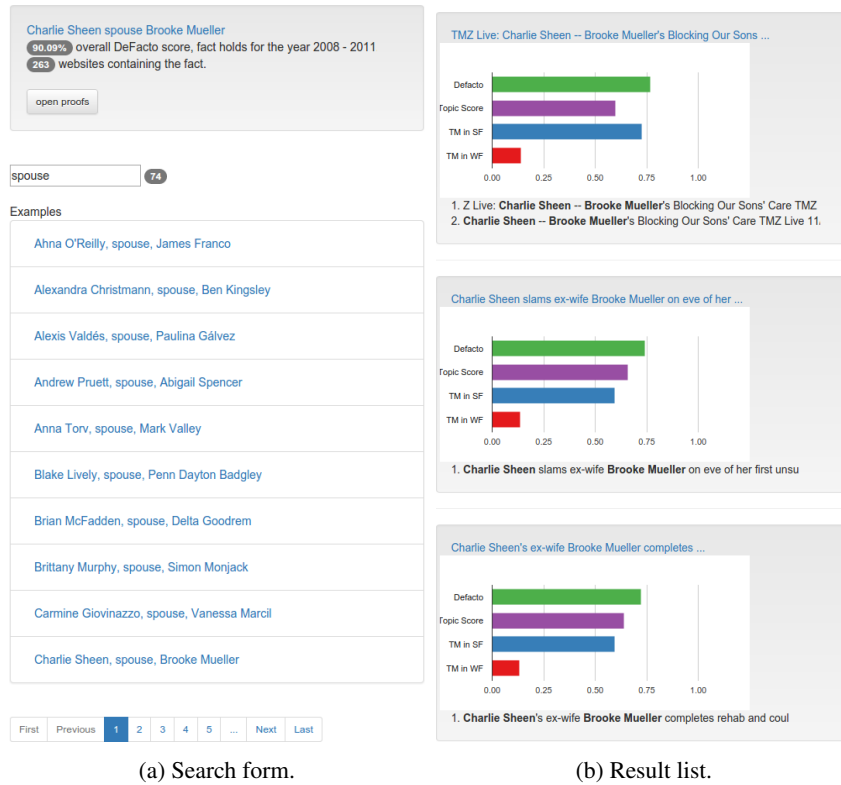 Charlie Sheen spouse Brooke Mueller
90.09% overall DeFacto score, fact holds for the year 2008 - 2011
263 websites containing the fact.
open proofs
spouse 74
Examples
Ahna O'Reilly, spouse, James Franco
Alexandra Christmann, spouse, Ben Kingsley
Alexis Valdés, spouse, Paulina Gálvez
Andrew Pruett, spouse, Abigail Spencer
Anna Torv, spouse, Mark Valley
Blake Lively, spouse, Penn Dayton Badgley
Brian McFadden, spouse, Delta Goodrem
Brittany Murphy, spouse, Simon Monjack
Carmine Giovinazzo, spouse, Vanessa Marcil
Charlie Sheen, spouse, Brooke Mueller
First Previous 1 2 3 4 5 ... Next Last
(a) Search form.
TMZ Live: Charlie Sheen -- Brooke Mueller's Blocking Our Sons ...
Defacto
Topic Score
TM in SF
TM in WF
0.00 0.25 0.50 0.75 1.00
1. Z Live: Charlie Sheen -- Brooke Mueller's Blocking Our Sons' Care TMZ
2. Charlie Sheen -- Brooke Mueller's Blocking Our Sons' Care TMZ Live 11.
Charlie Sheen slams ex-wife Brooke Mueller on eve of her ...
Defacto
Topic Score
TM in SF
TM in WF
0.00 0.25 0.50 0.75 1.00
1. Charlie Sheen slams ex-wife Brooke Mueller on eve of her first unsu
Charlie Sheen's ex-wife Brooke Mueller completes ...
Defacto
Topic Score
TM in SF
TM in WF
0.00 0.25 0.50 0.75 1.00
1. Charlie Sheen's ex-wife Brooke Mueller completes rehab and coul
(b) Result list.